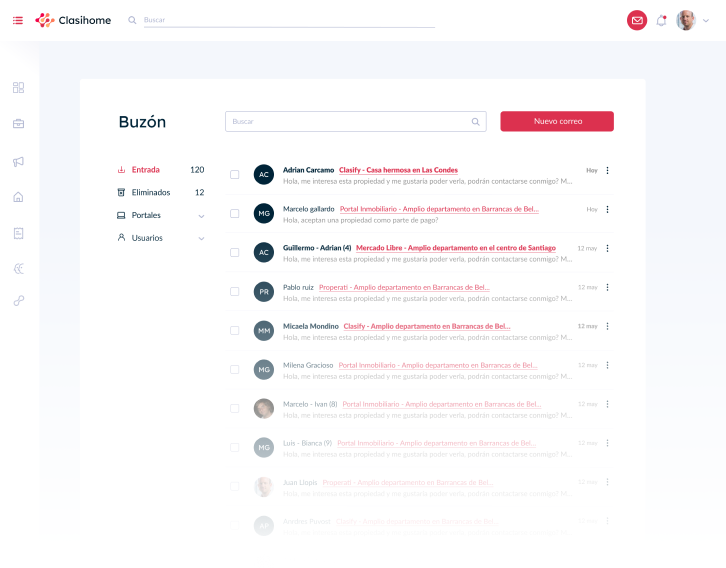 Clasihome
Buscar
Buzón
Buscar
Nuevo correo
Entrada 120
Eliminados 12
Portales
Usuarios
AC Adrian Carcamo Clasify - Casa hermosa en Las Condes Hoy
Hola, me interesa esta propiedad y me gustaría poder verla, podrán contactarse conmigo? M...
MG Marcelo gallardo Portal Inmobiliario - Amplio departamento en Barrancas de Bel... Hoy
Hola, aceptan una propiedad como parte de pago?
AC Guillermo - Adrian (4) Mercado Libre - Amplio departamento en el centro de Santiago 12 may
Hola, me interesa esta propiedad y me gustaría poder verla, podrán contactarse conmigo? M...
PR Pablo ruiz Properati - Amplio departamento en Barrancas de Bel... 12 may
Hola, me interesa esta propiedad y me gustaría poder verla, podrán contactarse conmigo? M...
MM Micaela Mondino Clasify - Amplio departamento en Barrancas de Bel... 12 may
Hola, me interesa esta propiedad y me gustaría poder verla, podrán contactarse conmigo? M...
MG Milena Gracioso Portal Inmobiliario - Amplio departamento en Barrancas de Bel... 12 may
Hola, me interesa esta propiedad y me gustaría poder verla, podrán contactarse conmigo? M...
Marcelo - Ivan (8) Portal Inmobiliario - Amplio departamento en Barrancas de Bel... 12 may
Hola, me interesa esta propiedad y me gustaría poder verla, podrán contactarse conmigo? M...
MG Luis - Bianca (9) Portal Inmobiliario - Amplio departamento en Barrancas de Bel... 12 may
Hola, me interesa esta propiedad y me gustaría poder verla, podrán contactarse conmigo? M...
Juan Llopis Properati - Amplio departamento en Barrancas de Bel... 12 may
Hola, me interesa esta propiedad y me gustaría poder verla, podrán contactarse conmigo? M...
AP Clasify - Amplio departamento en Barrancas de Bel...